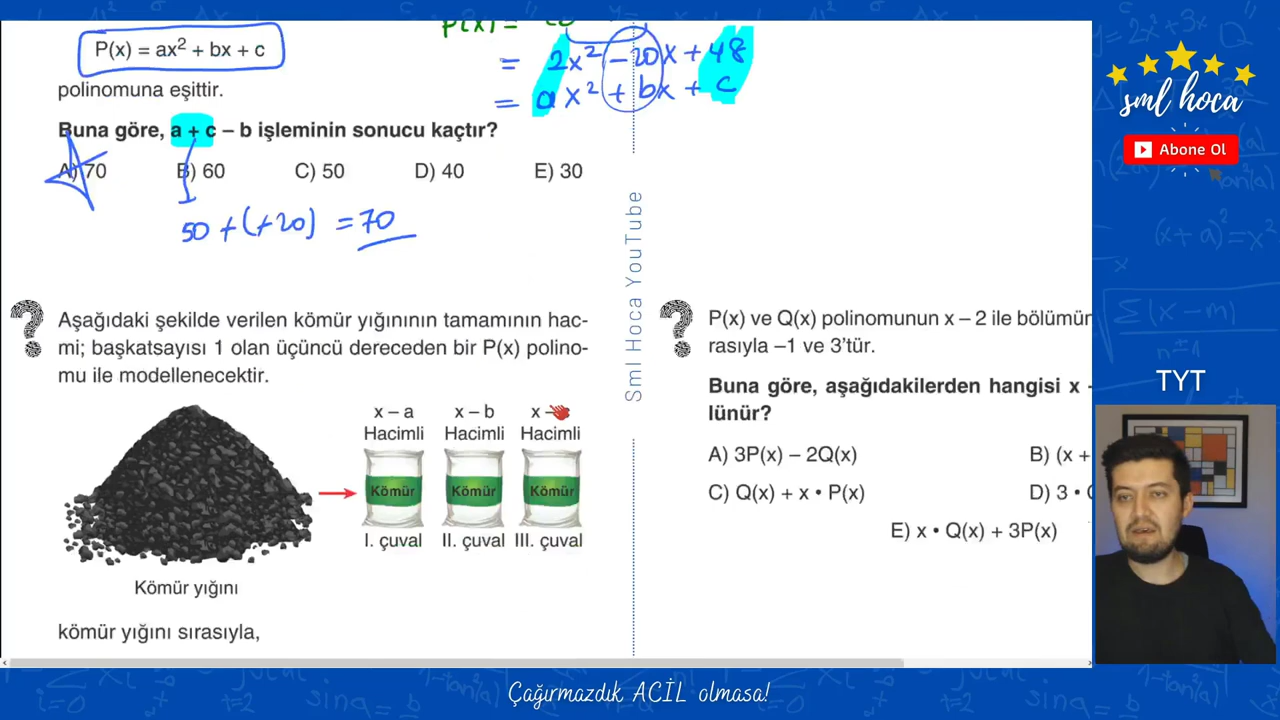 P(x) =
P(x) = ax² + bx + c
= 2x² – 20x + 48
= ax² + bx + c
polinomuna eşittir.
Buna göre, a + c – b işleminin sonucu kaçtır?
A) 70 B) 60 C) 50 D) 40 E) 30
50 + (+20) = 70
Aşağıdaki şekilde verilen kömür yığınının tamamının hac-
mi; başkatsayısı 1 olan üçüncü dereceden bir P(x) polino-
mu ile modellenecektir.
x – a x – b x –
Hacimli Hacimli Hacimli
Kömür Kömür Kömür
I. çuval II. çuval III. çuval
Kömür yığını
kömür yığını sırasıyla,
Sml Hoca YouTube
P(x) ve Q(x) polinomunun x – 2 ile bölümün
rasıyla –1 ve 3’tür.
Buna göre, aşağıdakilerden hangisi x -
lünür?
A) 3P(x) – 2Q(x) B) (x +
C) Q(x) + x • P(x) D) 3 •
E) x • Q(x) + 3P(x)
sml hoca
Abone Ol
TYT
Çağırmazdık ACİL olmasa!